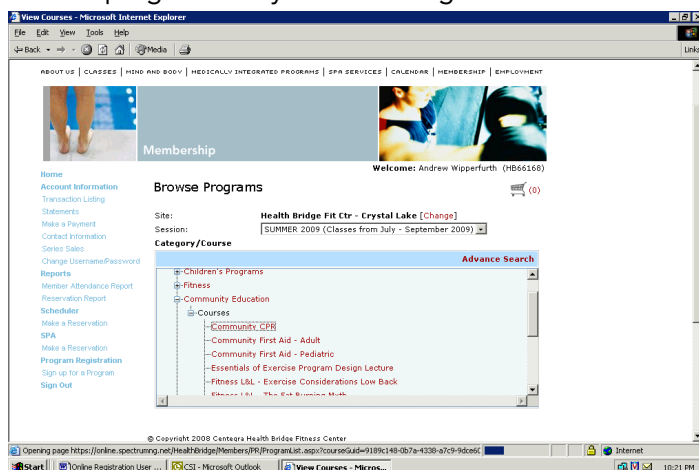 View Courses - Microsoft Internet Explorer
File Edit View Tools Help
Back Media Links
ABOUT US | CLASSES | MIND AND BODY | MEDICALLY INTEGRATED PROGRAMS | SPA SERVICES | CALENDAR | MEMBERSHIP | EMPLOYMENT
Membership
Welcome: Andrew Wipperfurth (HB66168)
Home
Account Information
Transaction Listing
Statements
Make a Payment
Contact Information
Series Sales
Change Username/Password
Reports
Member Attendance Report
Reservation Report
Scheduler
Make a Reservation
SPA
Make a Reservation
Program Registration
Sign up for a Program
Sign Out
Browse Programs
(0)
Site: Health Bridge Fit Ctr - Crystal Lake [Change]
Session: SUMMER 2009 (Classes from July - September 2009)
Category/Course
Advance Search
Children's Programs
Fitness
Community Education
Courses
Community CPR
Community First Aid - Adult
Community First Aid - Pediatric
Essentials of Exercise Program Design Lecture
Fitness L&L - Exercise Considerations Low Back
Fitness L&L - The Fat Burning Myth
© Copyright 2008 Centegra Health Bridge Fitness Center
Opening page https://online.spectrumng.net/HealthBridge/Members/PR/ProgramList.aspx?courseGuid=9189c148-0b7a-4338-a7c9-9dce6C Internet
Start Online Registration User ... CSI - Microsoft Outlook View Courses - Micros... 10:21 PM